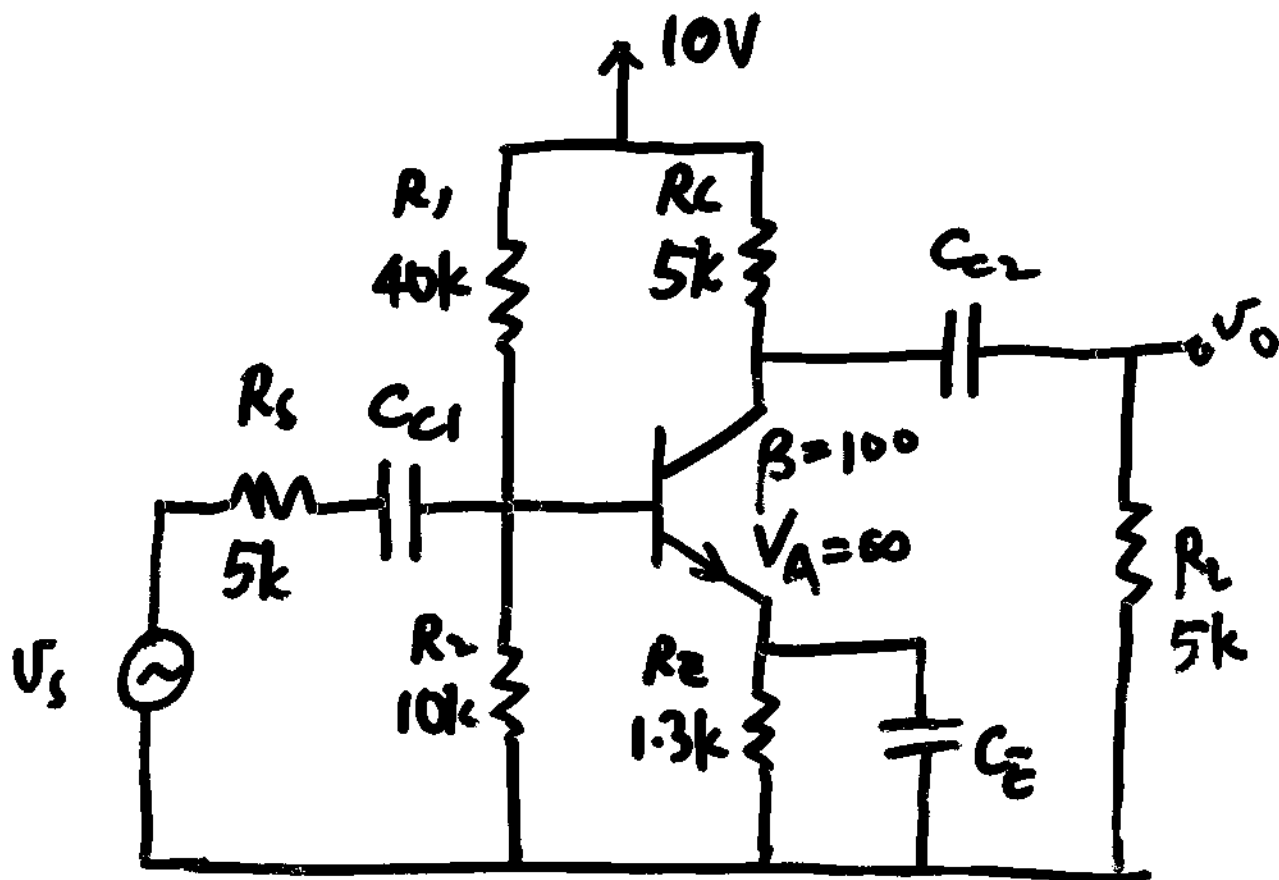 10V
R1
40k
RC
5k
CC2
vo
RS
5k
CC1
β=100
VA=60
vs
R2
10k
RE
1.3k
CE
RL
5k